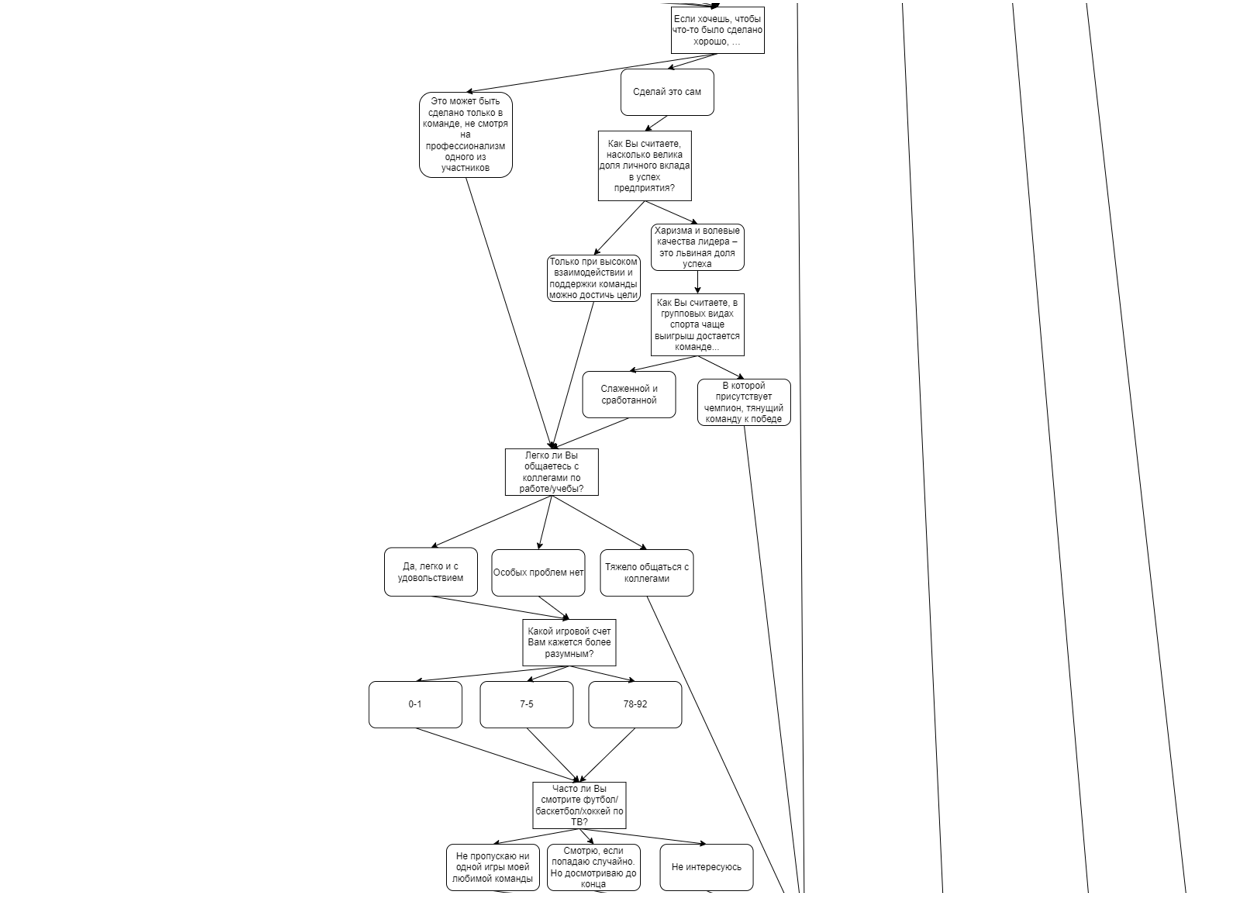 Если хочешь, чтобы
что-то было сделано
хорошо, ...
Сделай это сам
Это может быть
сделано только в
команде, не смотря
на
профессионализм
одного из
участников
Как Вы считаете,
насколько велика
доля личного вклада
в успех
предприятия?
Харизма и волевые
качества лидера –
это львиная доля
успеха
Только при высоком
взаимодействии и
поддержки команды
можно достичь цели
Как Вы считаете, в
групповых видах
спорта чаще
выигрыш достается
команде...
Слаженной и
сработанной
В которой
присутствует
чемпион, тянущий
команду к победе
Легко ли Вы
общаетесь с
коллегами по
работе/учебы?
Да, легко и с
удовольствием
Особых проблем нет
Тяжело общаться с
коллегами
Какой игровой счет
Вам кажется более
разумным?
0-1
7-5
78-92
Часто ли Вы
смотрите футбол/
баскетбол/хоккей по
ТВ?
Не пропускаю ни
одной игры моей
любимой команды
Смотрю, если
попадаю случайно.
Но досмотриваю до
конца
Не интересуюсь